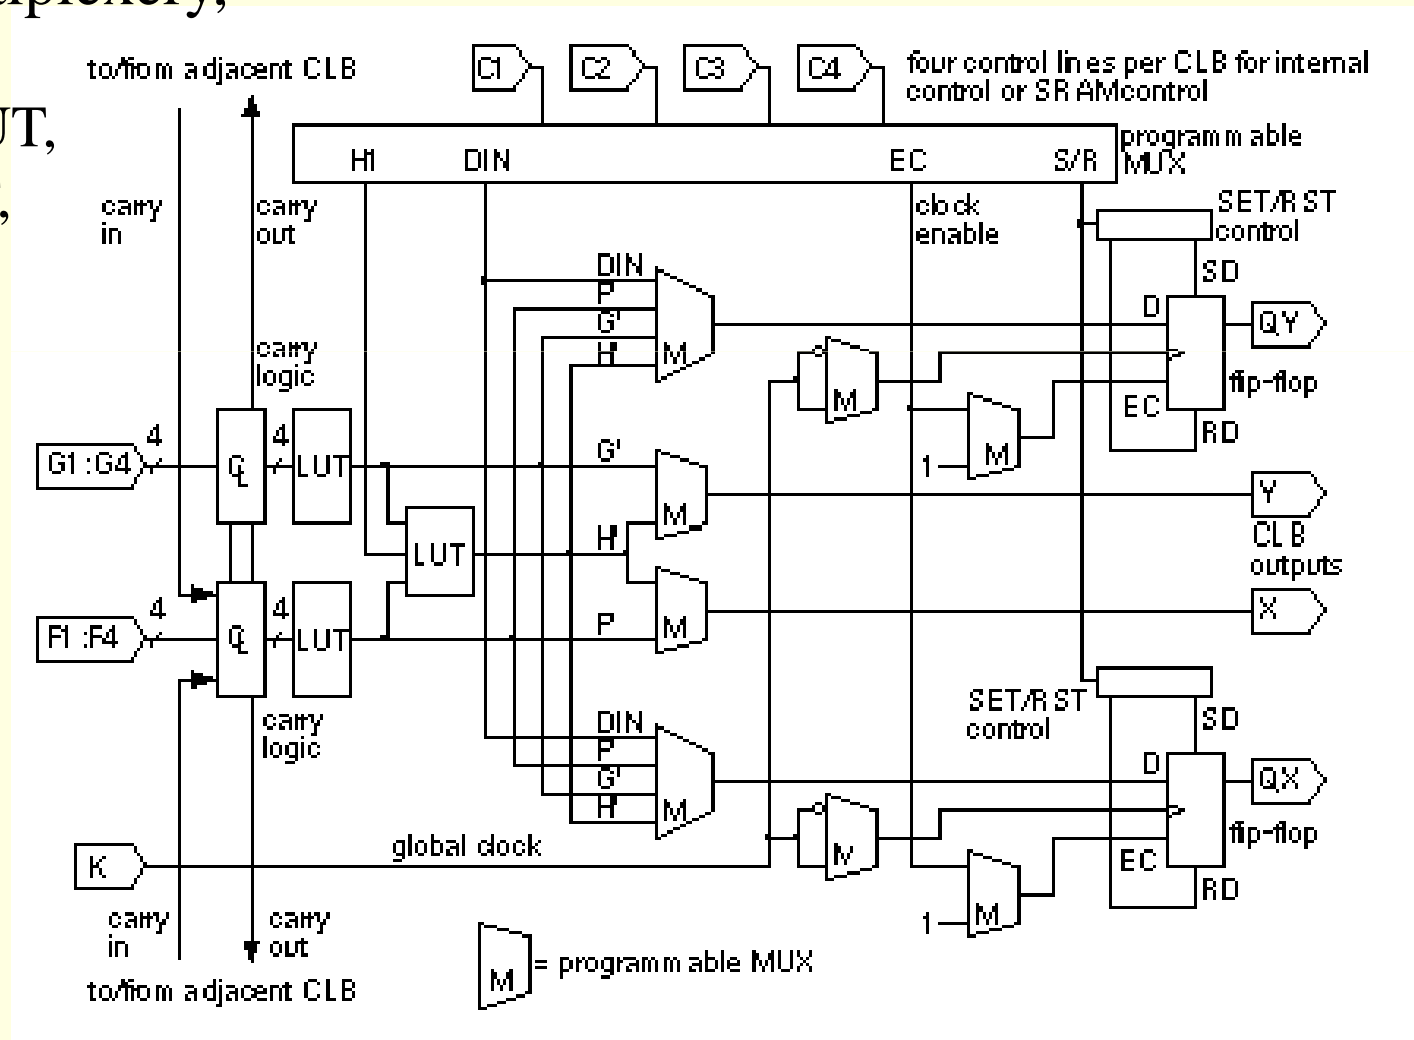 to/from adjacent CLB
C1
C2
C3
C4
four control lines per CLB for internal
control or SRAM control
UT,
H1
DIN
EC
S/R
programmable
MUX
carry
in
carry
out
clock
enable
SET/RST
control
SD
DIN
F'
G'
H'
M
D
QY
carry
logic
M
flip-flop
EC
RD
G1:G4
4
CL
4
LUT
G'
M
1
M
Y
LUT
H'
CLB
outputs
F1:F4
4
CL
4
LUT
F'
M
X
carry
logic
SET/RST
control
SD
DIN
F'
G'
H'
M
D
QX
flip-flop
M
EC
RD
K
global clock
1
M
carry
in
carry
out
M
= programmable MUX
to/from adjacent CLB